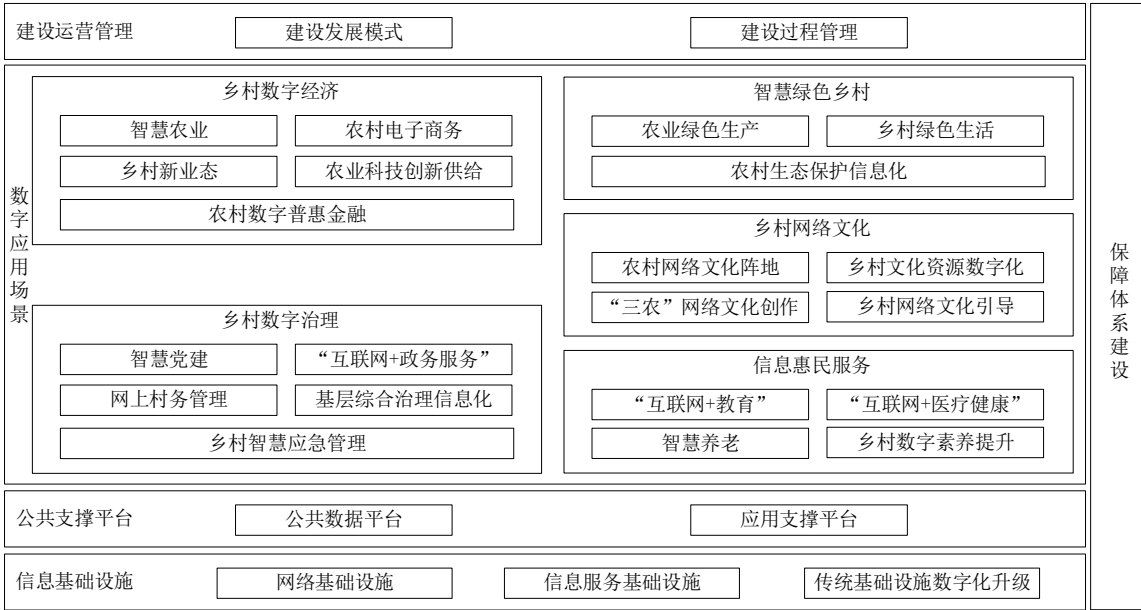 建设运营管理
建设发展模式
建设过程管理
数字应用场景
乡村数字经济
智慧农业
农村电子商务
乡村新业态
农业科技创新供给
农村数字普惠金融
乡村数字治理
智慧党建
“互联网+政务服务”
网上村务管理
基层综合治理信息化
乡村智慧应急管理
智慧绿色乡村
农业绿色生产
乡村绿色生活
农村生态保护信息化
乡村网络文化
农村网络文化阵地
乡村文化资源数字化
“三农”网络文化创作
乡村网络文化引导
信息惠民服务
“互联网+教育”
“互联网+医疗健康”
智慧养老
乡村数字素养提升
公共支撑平台
公共数据平台
应用支撑平台
信息基础设施
网络基础设施
信息服务基础设施
传统基础设施数字化升级
保障体系建设